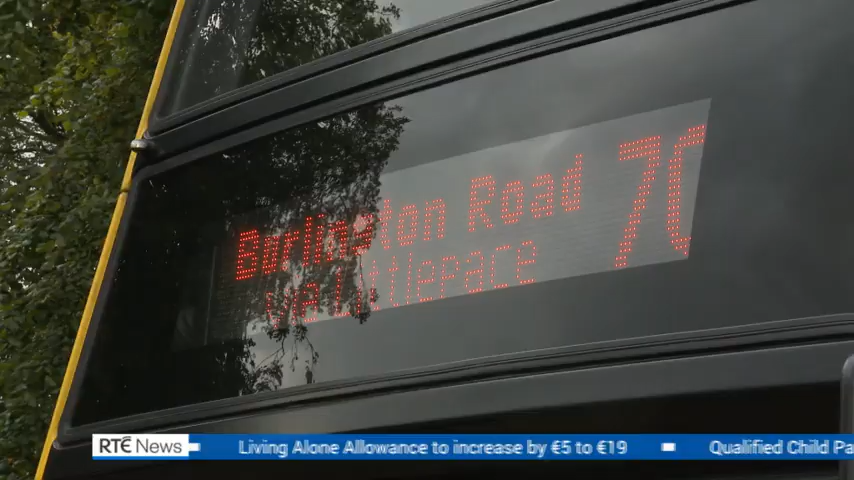 Burlington Road 70
via Littlepace
RTÉ News
Living Alone Allowance to increase by €5 to €19
Qualified Child Pa